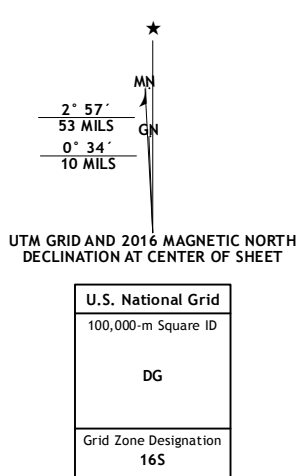 ★
MN
2° 57´
53 MILS
GN
0° 34´
10 MILS
UTM GRID AND 2016 MAGNETIC NORTH
DECLINATION AT CENTER OF SHEET
U.S. National Grid
100,000-m Square ID
DG
Grid Zone Designation
16S